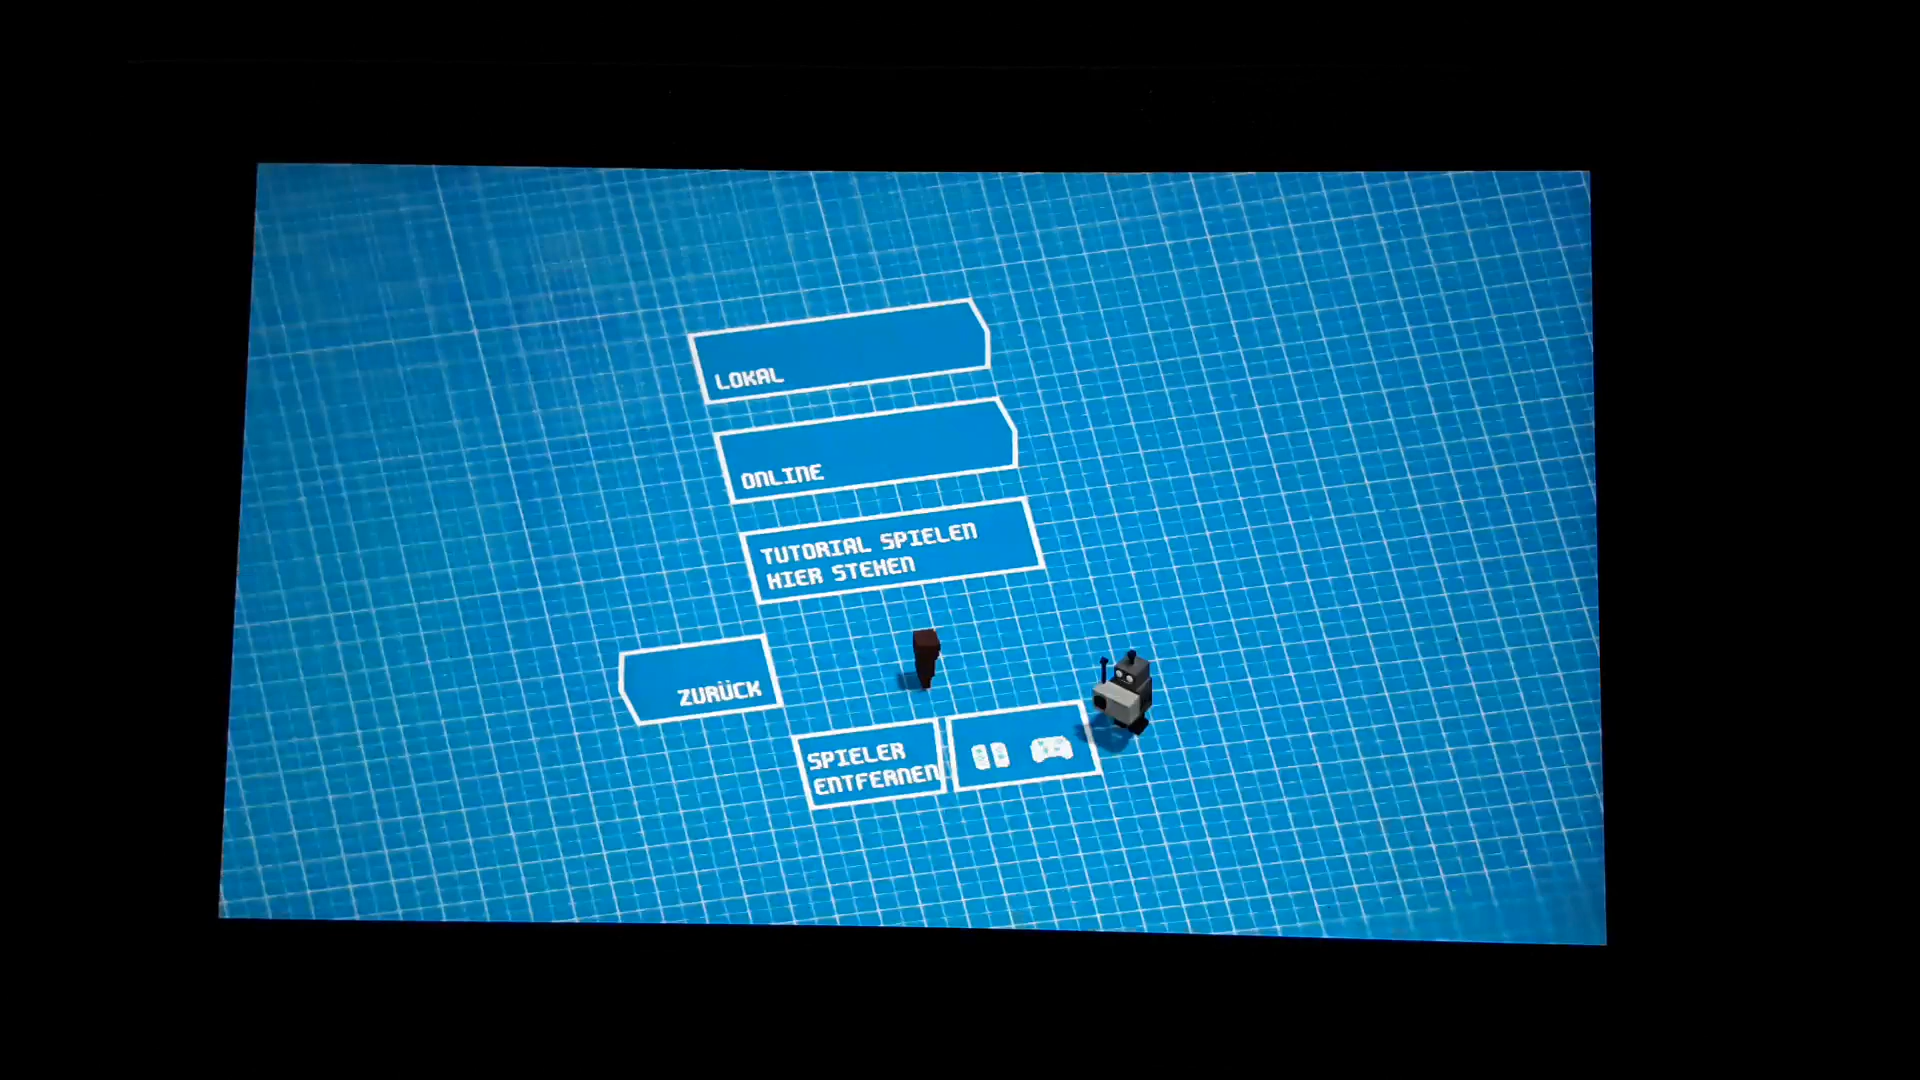 LOKAL
ONLINE
TUTORIAL SPIELEN
HIER STEHEN
ZURÜCK
SPIELER
ENTFERNEN